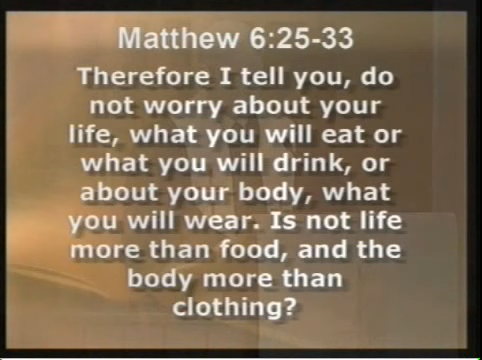 Matthew 6:25-33
Therefore I tell you, do
not worry about your
life, what you will eat or
what you will drink, or
about your body, what
you will wear. Is not life
more than food, and the
body more than
clothing?